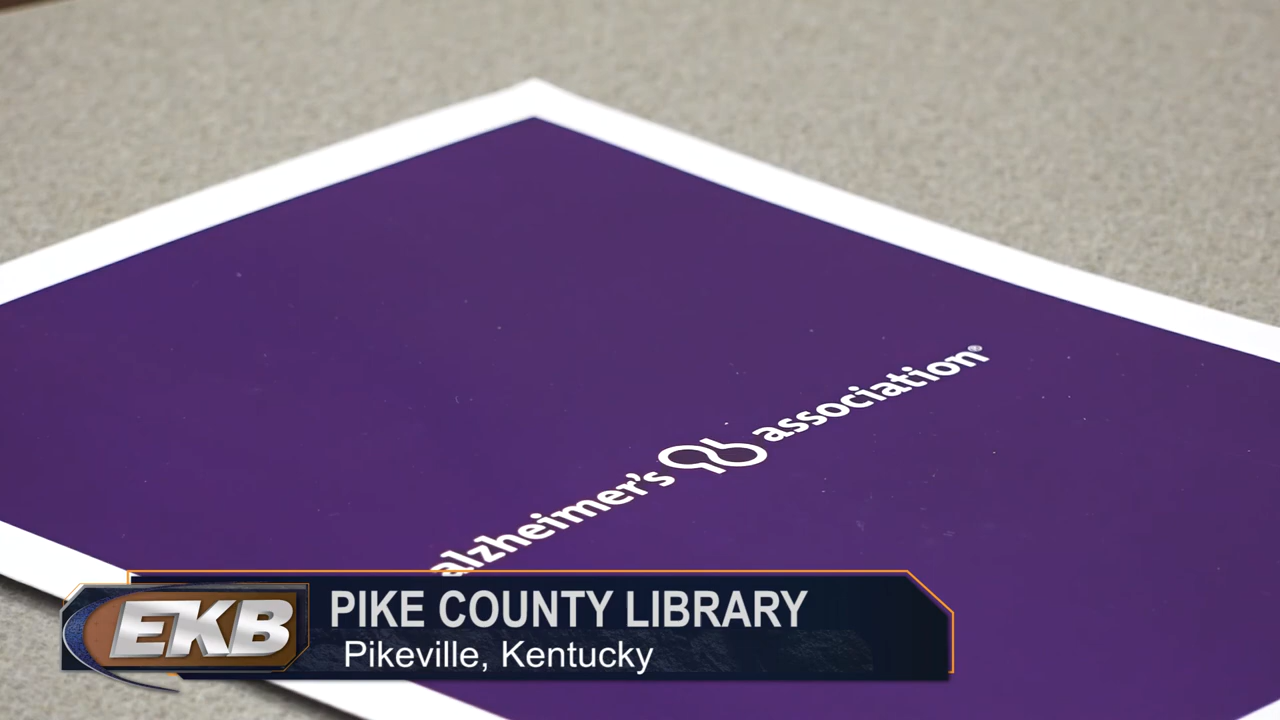 alzheimer's association®
EKB
PIKE COUNTY LIBRARY
Pikeville, Kentucky